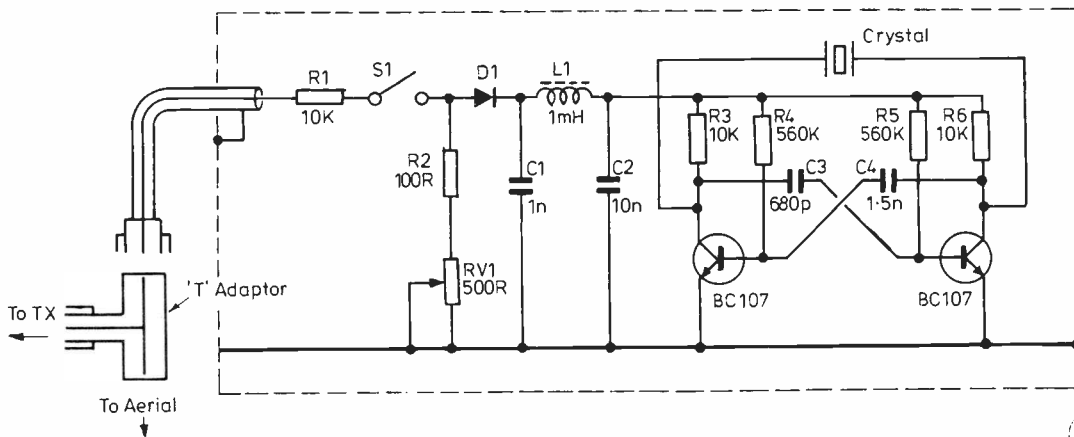 Crystal
R1
10K
S1
D1
L1
1mH
R3
10K
R4
560K
R5
560K
R6
10K
C3
680p
C4
1·5n
R2
100R
C1
1n
C2
10n
RV1
500R
BC107
BC107
'T' Adaptor
To TX
To Aerial